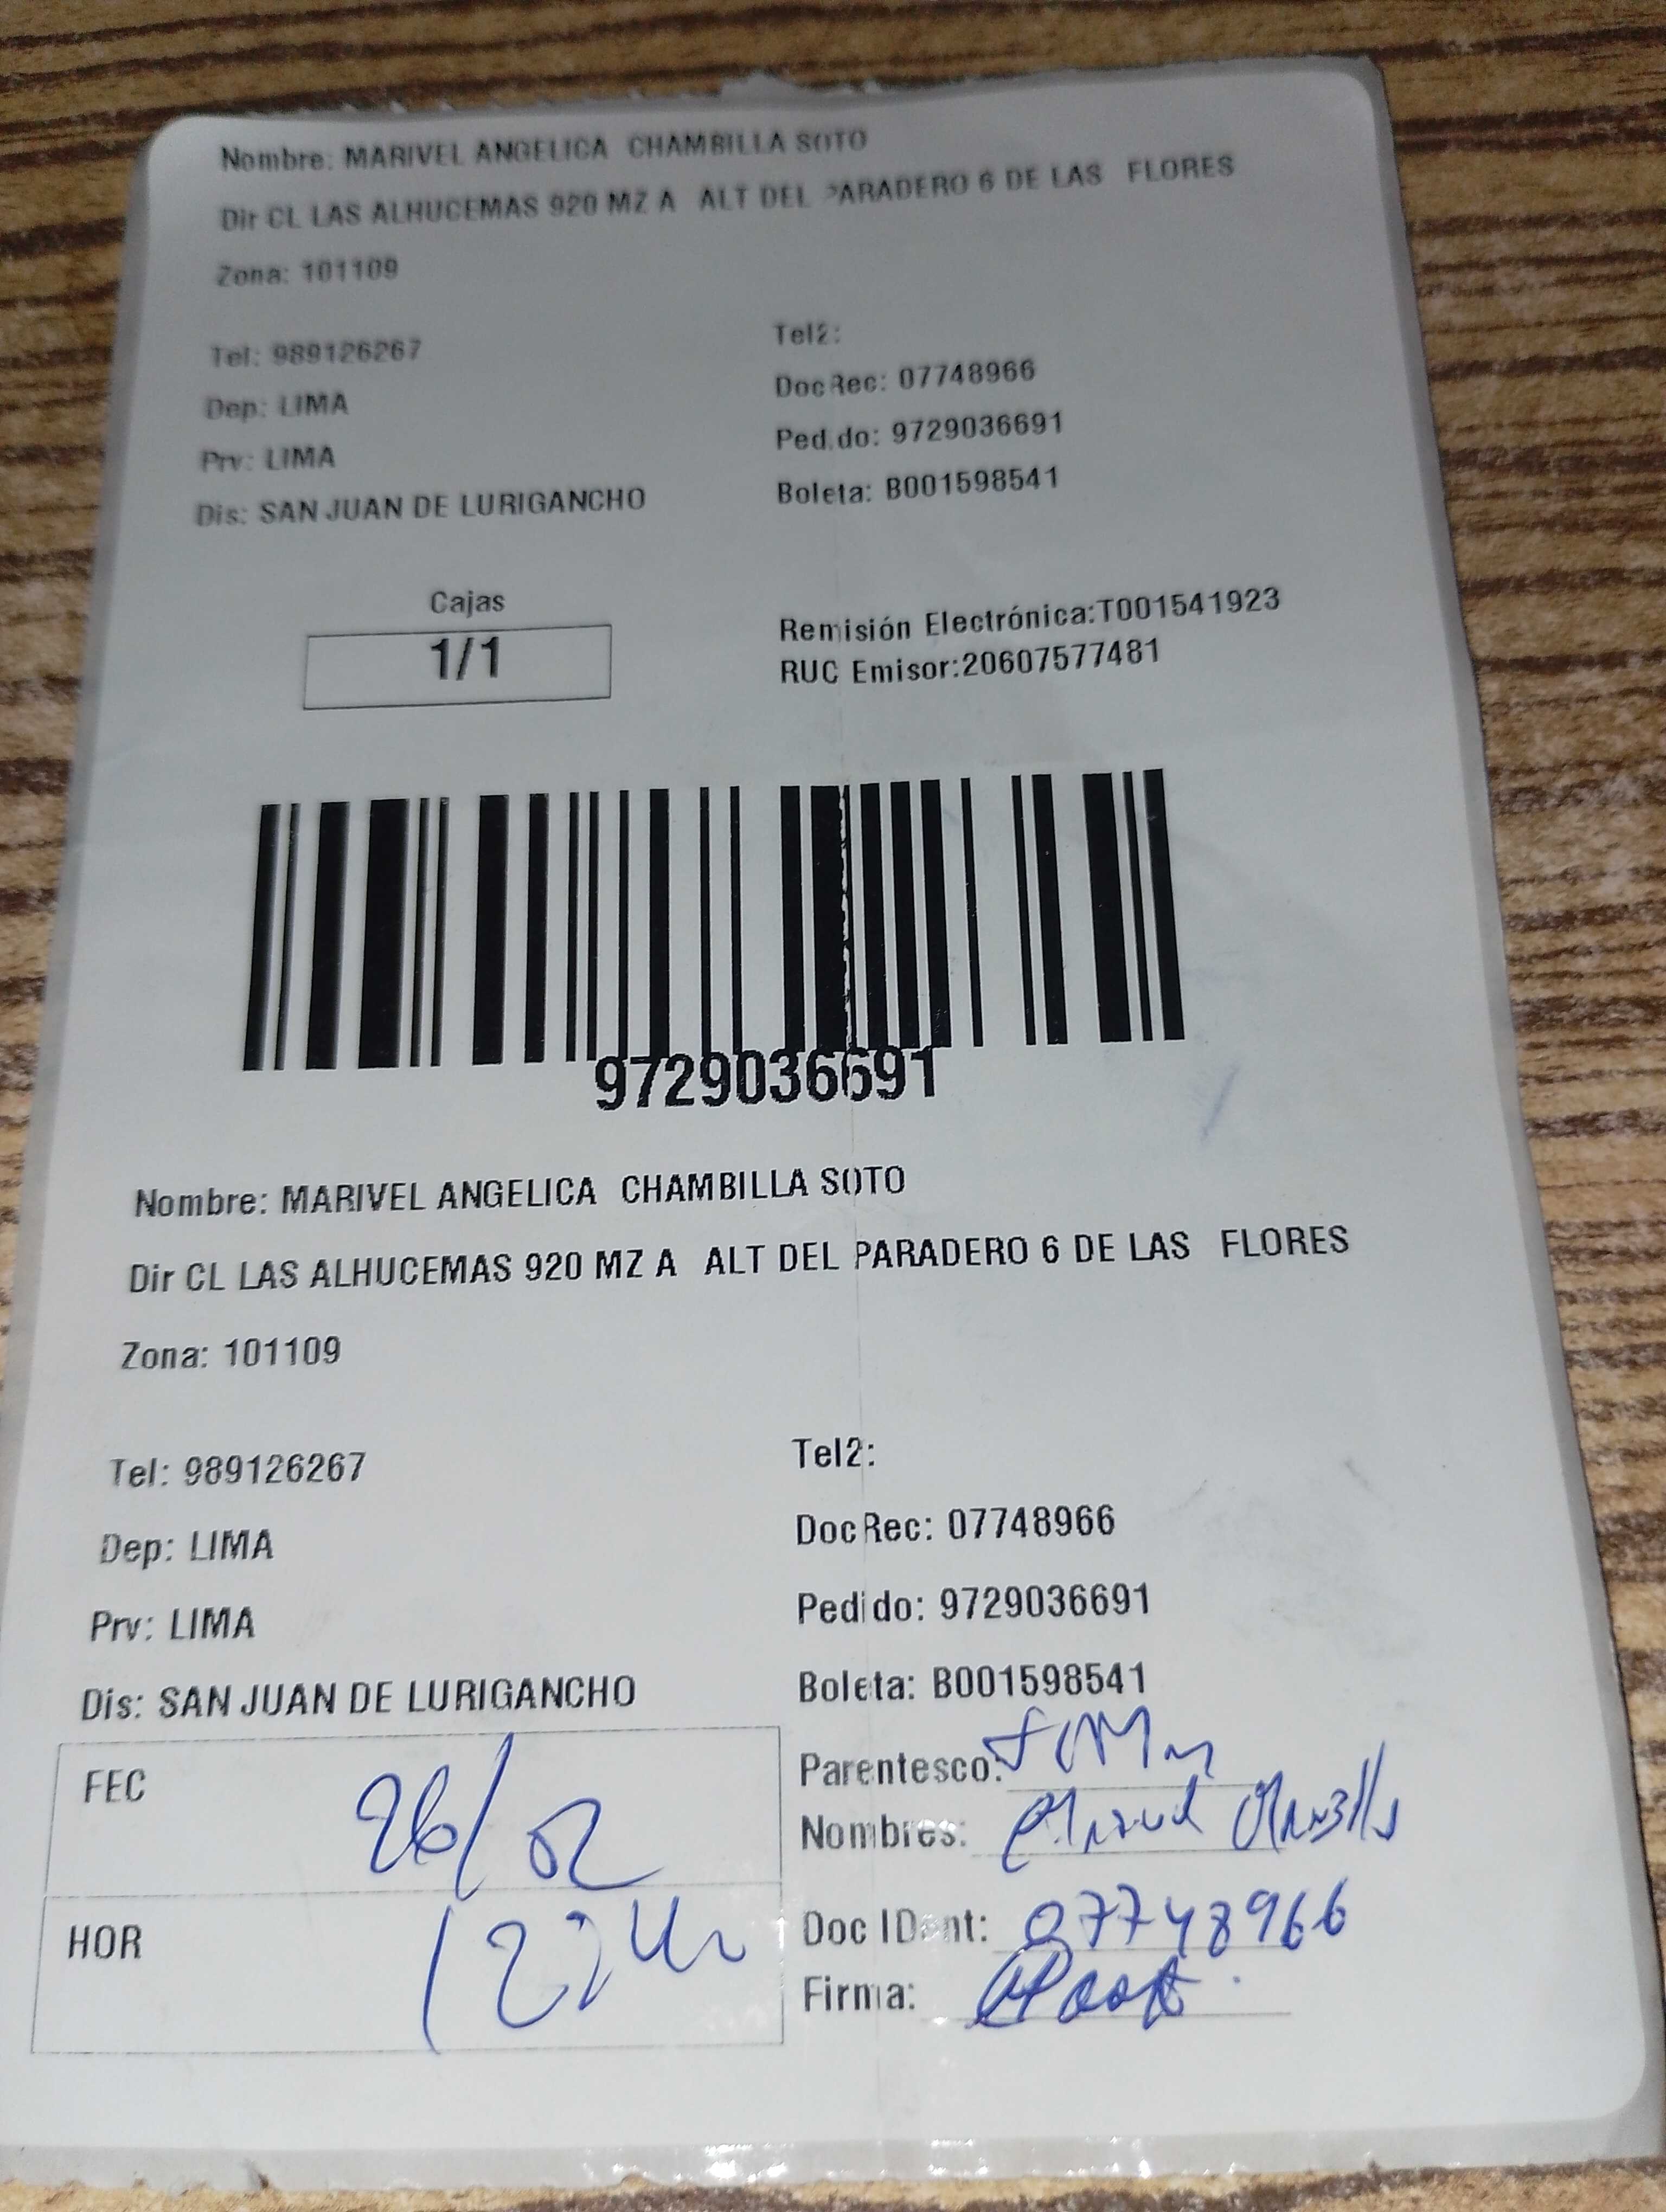 Nombre: MARIVEL ANGELICA CHAMBILLA SOTO
Dir CL LAS ALHUCEMAS 920 MZ A ALT DEL PARADERO 6 DE LAS FLORES
Zona: 101109
Tel: 989126267
Tel2:
Dep: LIMA
DocRec: 07748966
Prv: LIMA
Pedido: 9729036691
Dis: SAN JUAN DE LURIGANCHO
Boleta: B001598541
Cajas
1/1
Remisión Electrónica:T001541923
RUC Emisor:20607577481
9729036691
Nombre: MARIVEL ANGELICA CHAMBILLA SOTO
Dir CL LAS ALHUCEMAS 920 MZ A ALT DEL PARADERO 6 DE LAS FLORES
Zona: 101109
Tel: 989126267
Tel2:
Dep: LIMA
DocRec: 07748966
Prv: LIMA
Pedido: 9729036691
Dis: SAN JUAN DE LURIGANCHO
Boleta: B001598541
FEC 26/02
Parentesco:
Nombres:
HOR
Doc IDent: 07748966
Firma: